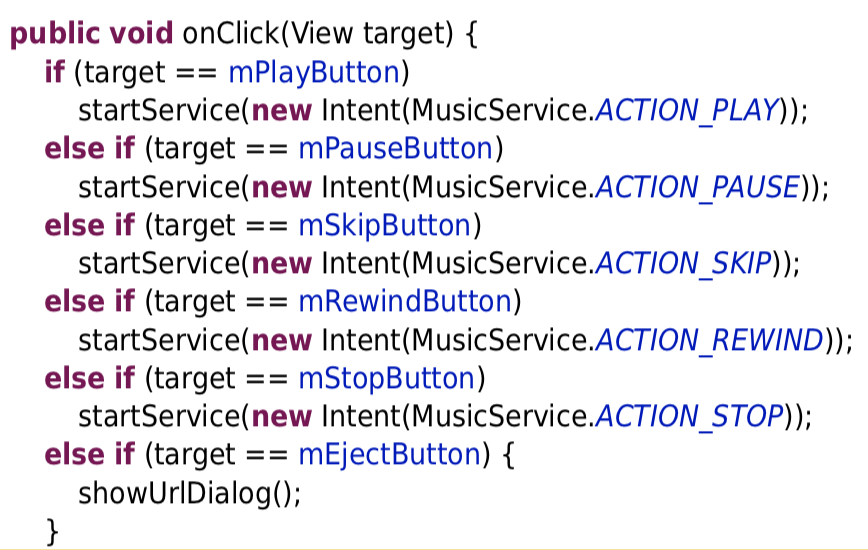 public void onClick(View target) {
if (target == mPlayButton)
startService(new Intent(MusicService.ACTION_PLAY));
else if (target == mPauseButton)
startService(new Intent(MusicService.ACTION_PAUSE));
else if (target == mSkipButton)
startService(new Intent(MusicService.ACTION_SKIP));
else if (target == mRewindButton)
startService(new Intent(MusicService.ACTION_REWIND));
else if (target == mStopButton)
startService(new Intent(MusicService.ACTION_STOP));
else if (target == mEjectButton) {
showUrlDialog();
}